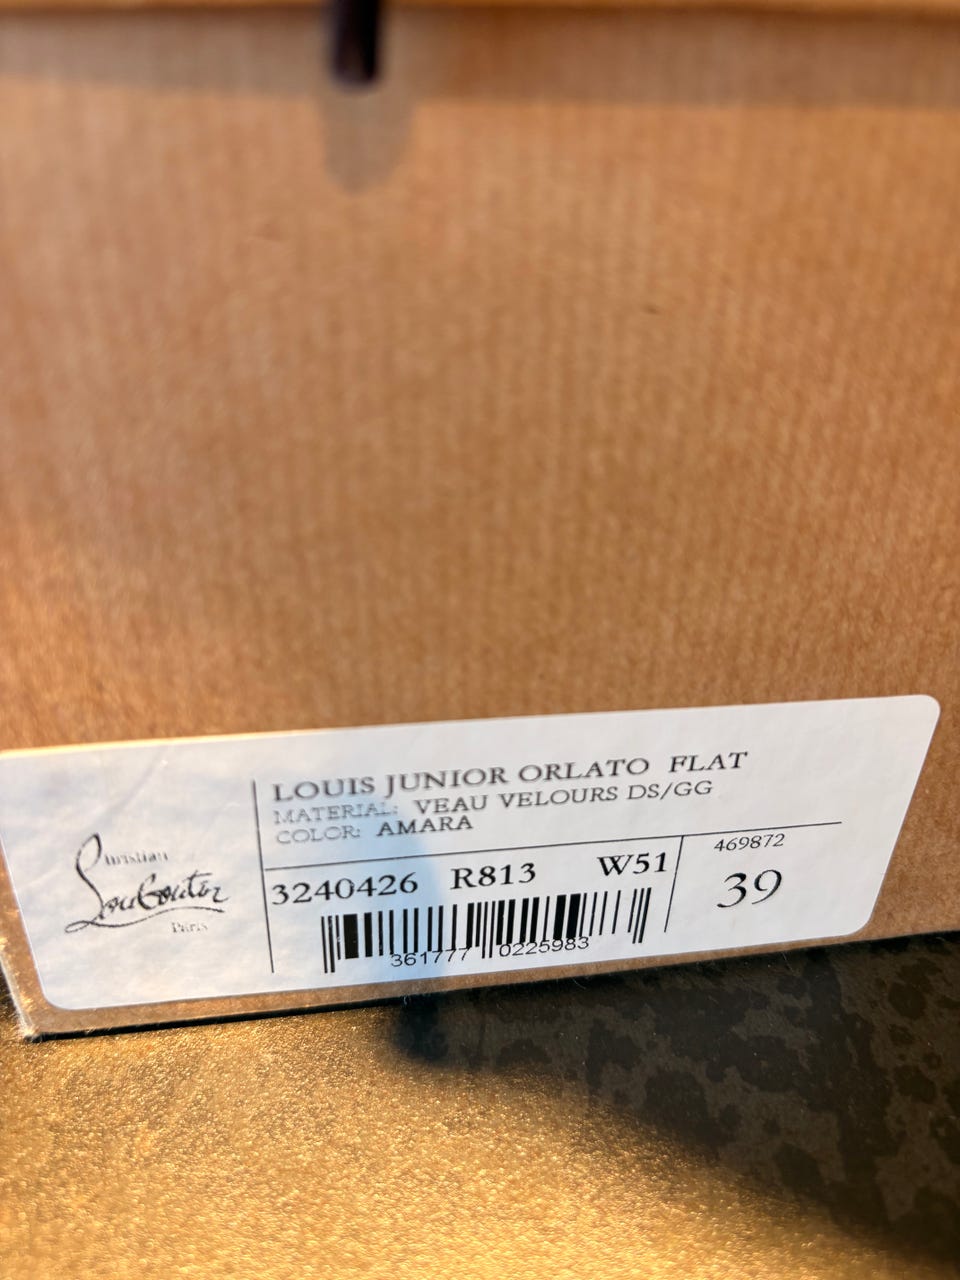 Christian
Louboutin
Paris
LOUIS JUNIOR ORLATO FLAT
MATERIAL: VEAU VELOURS DS/GG
COLOR: AMARA
3240426 R813 W51
361777 0225983
469872
39